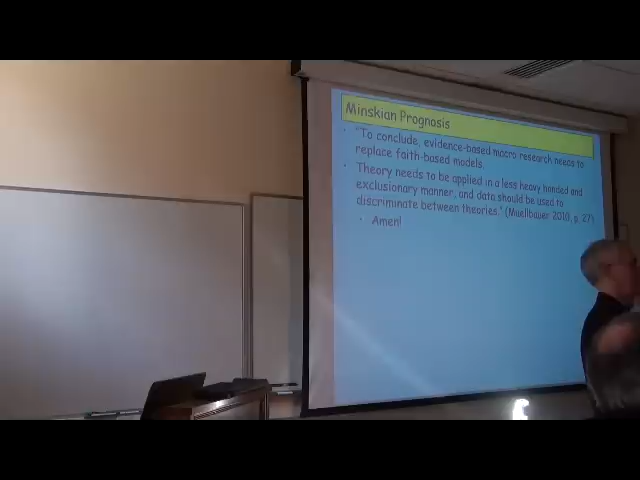 Minskian Prognosis
• "To conclude, evidence-based macro research needs to
replace faith-based models.
• Theory needs to be applied in a less heavy handed and
exclusionary manner, and data should be used to
discriminate between theories." (Muellbauer 2010, p. 27)
• Amen!